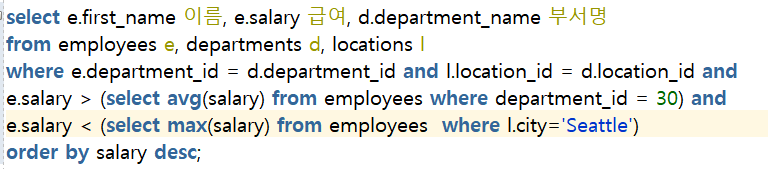 select e.first_name 이름, e.salary 급여, d.department_name 부서명
from employees e, departments d, locations l
where e.department_id = d.department_id and l.location_id = d.location_id and
e.salary > (select avg(salary) from employees where department_id = 30) and
e.salary < (select max(salary) from employees  where l.city='Seattle')
order by salary desc;